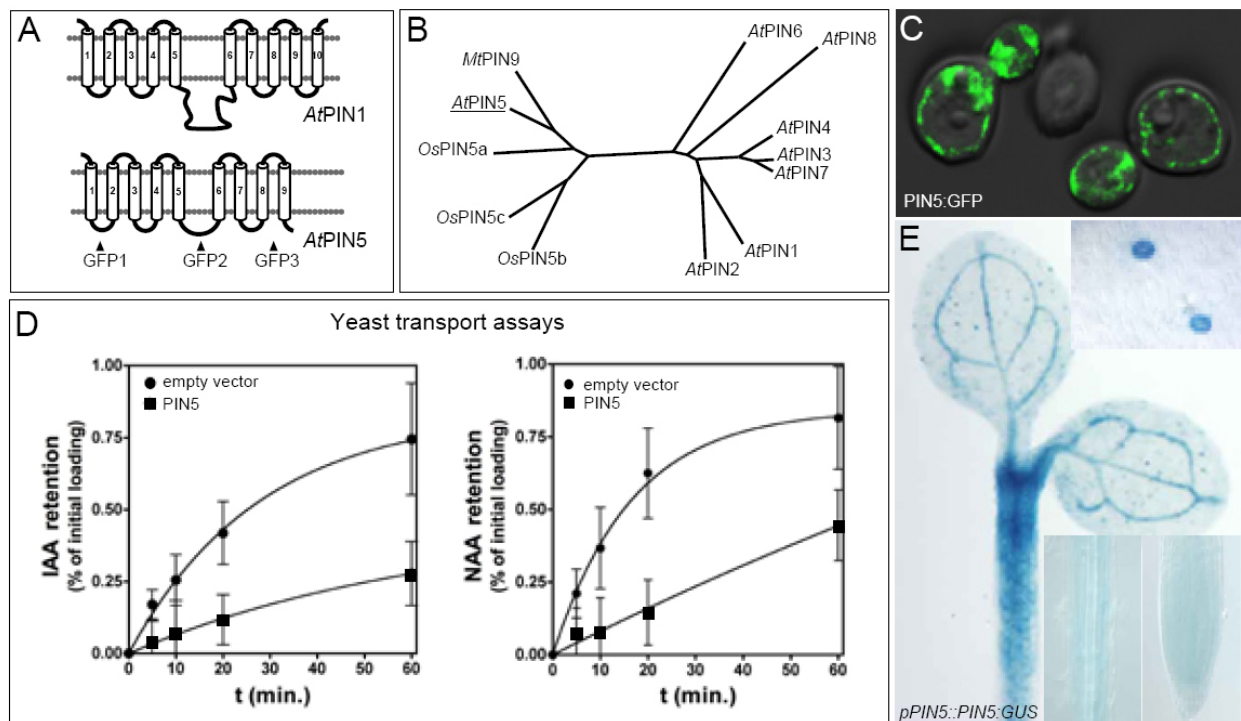 A
1 2 3 4 5 6 7 8 9 10
AtPIN1
1 2 3 4 5 6 7 8 9
AtPIN5
GFP1 GFP2 GFP3
B
AtPIN6
AtPIN8
MtPIN9
AtPIN5
AtPIN4
OsPIN5a
AtPIN3
AtPIN7
OsPIN5c
OsPIN5b
AtPIN1
AtPIN2
C
PIN5:GFP
D
Yeast transport assays
IAA retention
(% of initial loading)
1.00
0.75
0.50
0.25
0.00
empty vector
PIN5
0 10 20 30 40 50 60
t (min.)
NAA retention
(% of initial loading)
1.00
0.75
0.50
0.25
0.00
empty vector
PIN5
0 10 20 30 40 50 60
t (min.)
E
pPIN5::PIN5:GUS